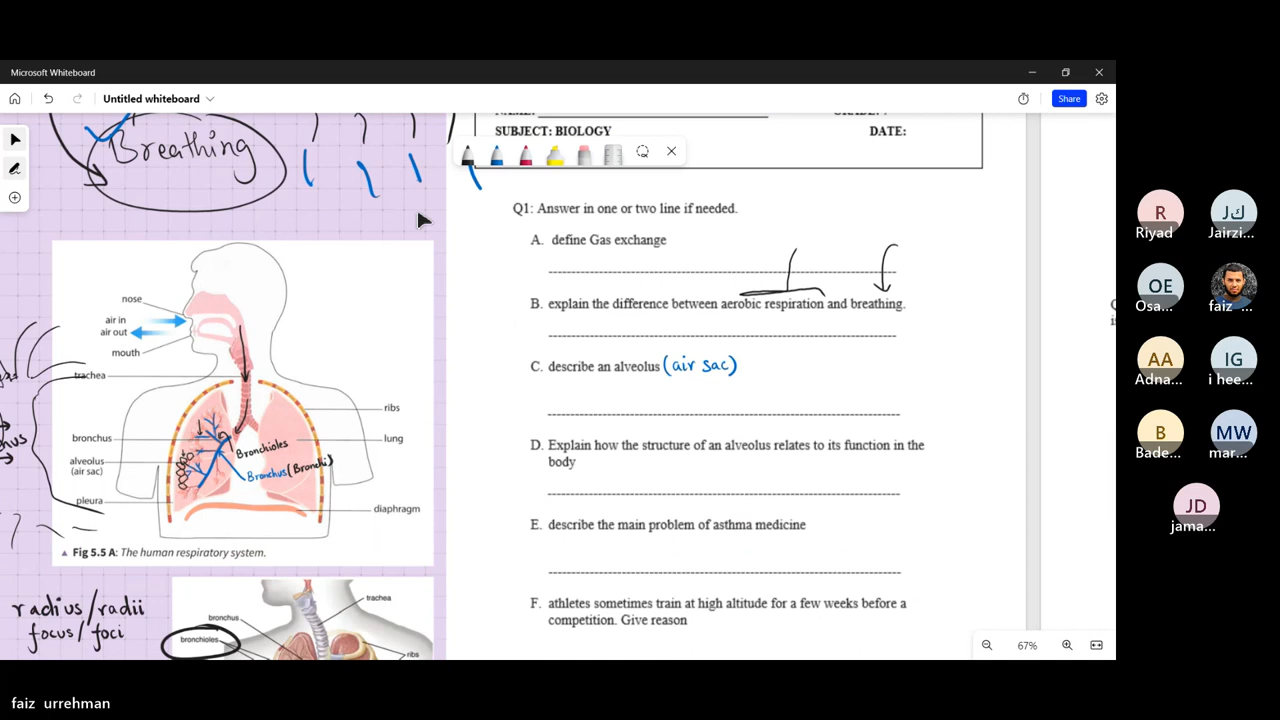 Microsoft Whiteboard
Untitled whiteboard
Share
Breathing
SUBJECT: BIOLOGY
DATE:
Q1: Answer in one or two line if needed.
A. define Gas exchange
B. explain the difference between aerobic respiration and breathing.
C. describe an alveolus (air sac)
D. Explain how the structure of an alveolus relates to its function in the
body
E. describe the main problem of asthma medicine
F. athletes sometimes train at high altitude for a few weeks before a
competition. Give reason
nose
air in
air out
mouth
trachea
ribs
bronchus
lung
alveolus
(air sac)
Bronchioles
Bronchus (Bronchi)
pleura
diaphragm
▲ Fig 5.5 A: The human respiratory system.
radius/radii
focus/foci
trachea
bronchus
bronchioles
ribs
67%
R
Riyad
Jك
Jairzi...
OE
Osa...
faiz ...
AA
Adna...
IG
i hee...
B
Bade...
MW
mar...
JD
jama...
faiz urrehman